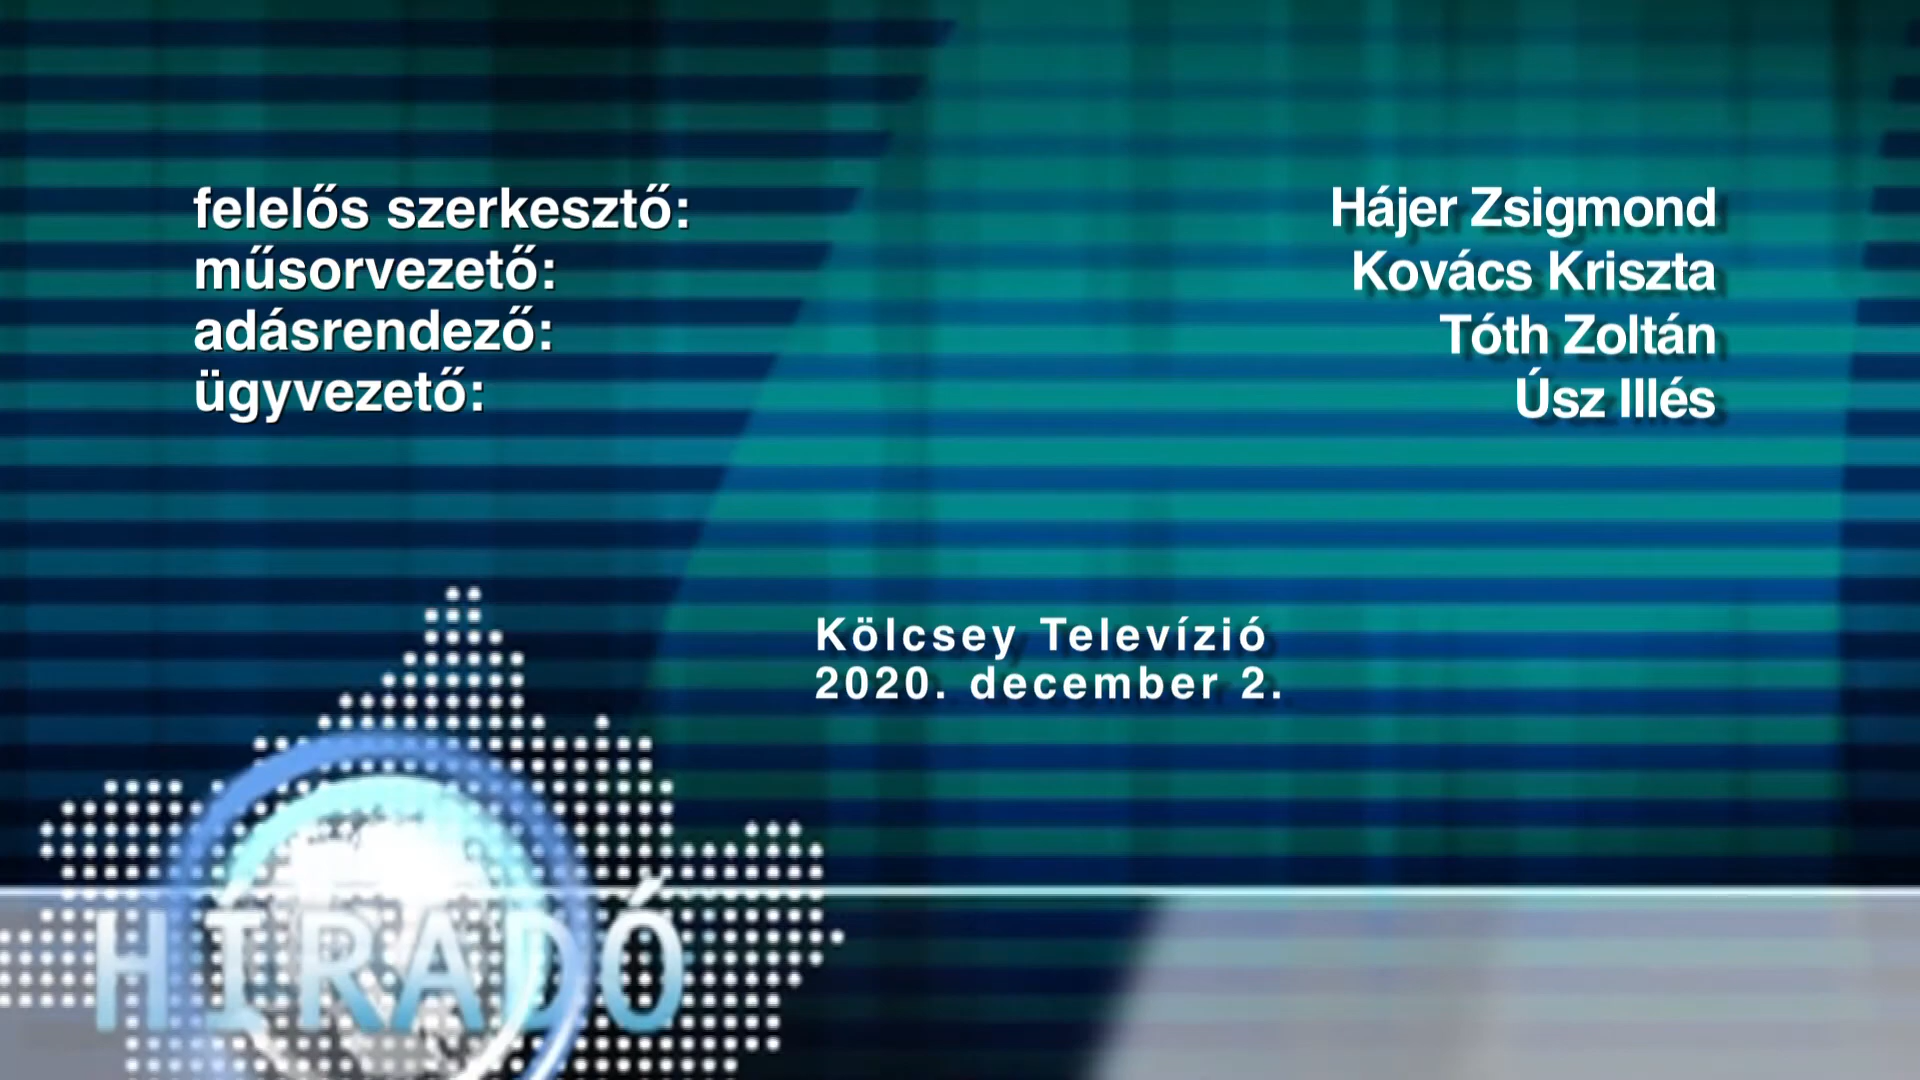 felelős szerkesztő: Hájer Zsigmond
műsorvezető: Kovács Kriszta
adásrendező: Tóth Zoltán
ügyvezető: Úsz Illés
Kölcsey Televízió
2020. december 2.
HÍRADÓ